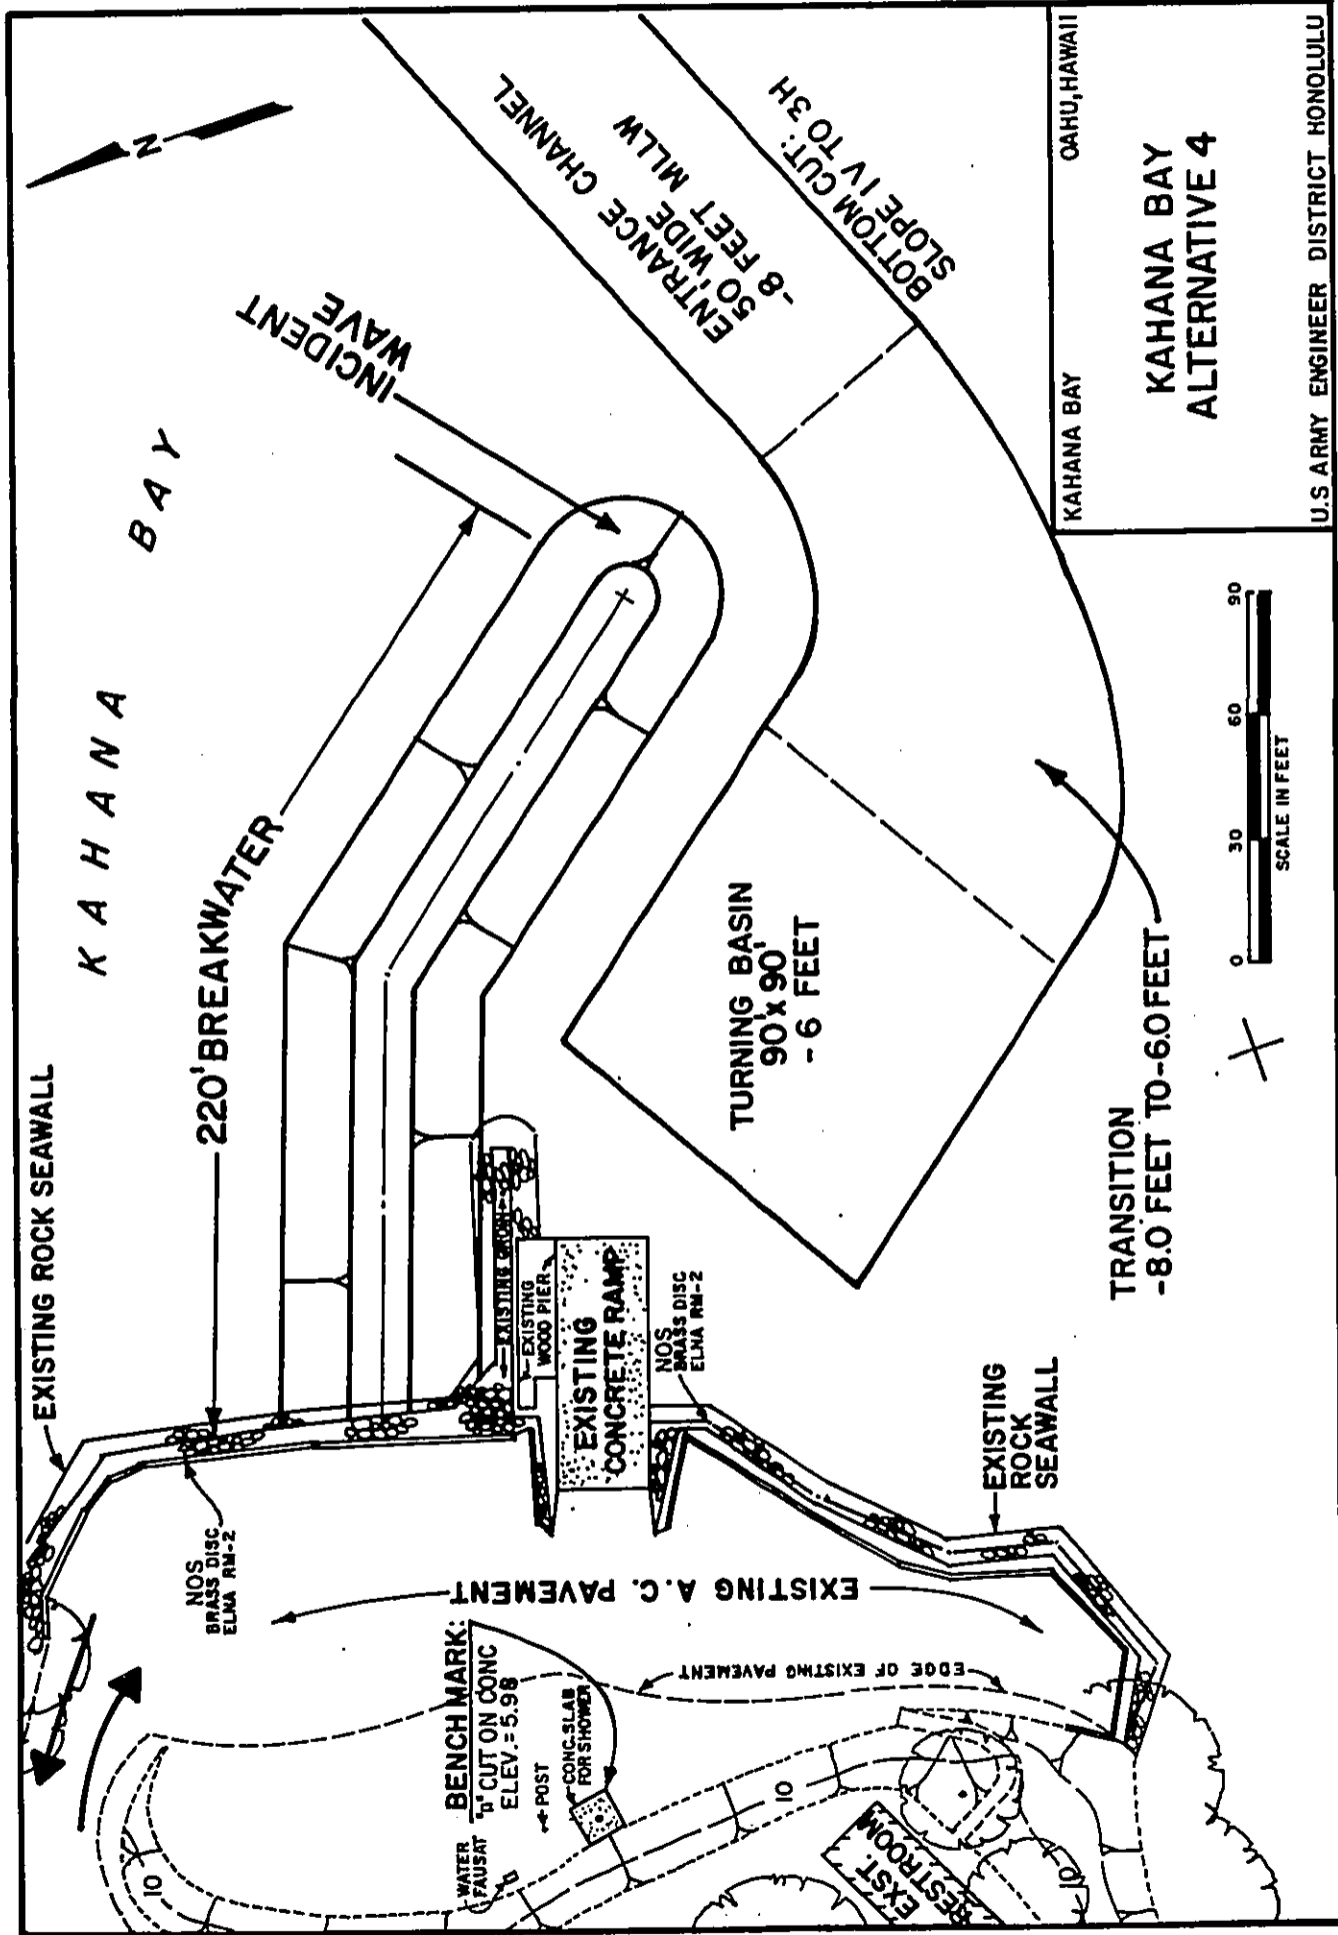 EXISTING ROCK SEAWALL
KAHANA BAY
N
220' BREAKWATER
INCIDENT
WAVE
ENTRANCE CHANNEL
50' WIDE
-8 FEET MLLW
BOTTOM CUT:
SLOPE 1V TO 3H
NOS
BRASS DISC
ELNA RM-2
EXISTING GROIN
EXISTING
WOOD PIER
EXISTING
CONCRETE RAMP
NOS
BRASS DISC
ELNA RM-2
TURNING BASIN
90' x 90'
- 6 FEET
EXISTING A.C. PAVEMENT
BENCH MARK:
"□" CUT ON CONC
ELEV.=5.98
WATER
FAUSAT
POST
CONC.SLAB
FOR SHOWER
EDGE OF EXISTING PAVEMENT
10
10
10
EXST.
RESTROOM
EXISTING
ROCK
SEAWALL
TRANSITION
-8.0 FEET TO-6.0 FEET
0 30 60 90
SCALE IN FEET
KAHANA BAY OAHU, HAWAII
KAHANA BAY
ALTERNATIVE 4
U.S ARMY ENGINEER DISTRICT HONOLULU